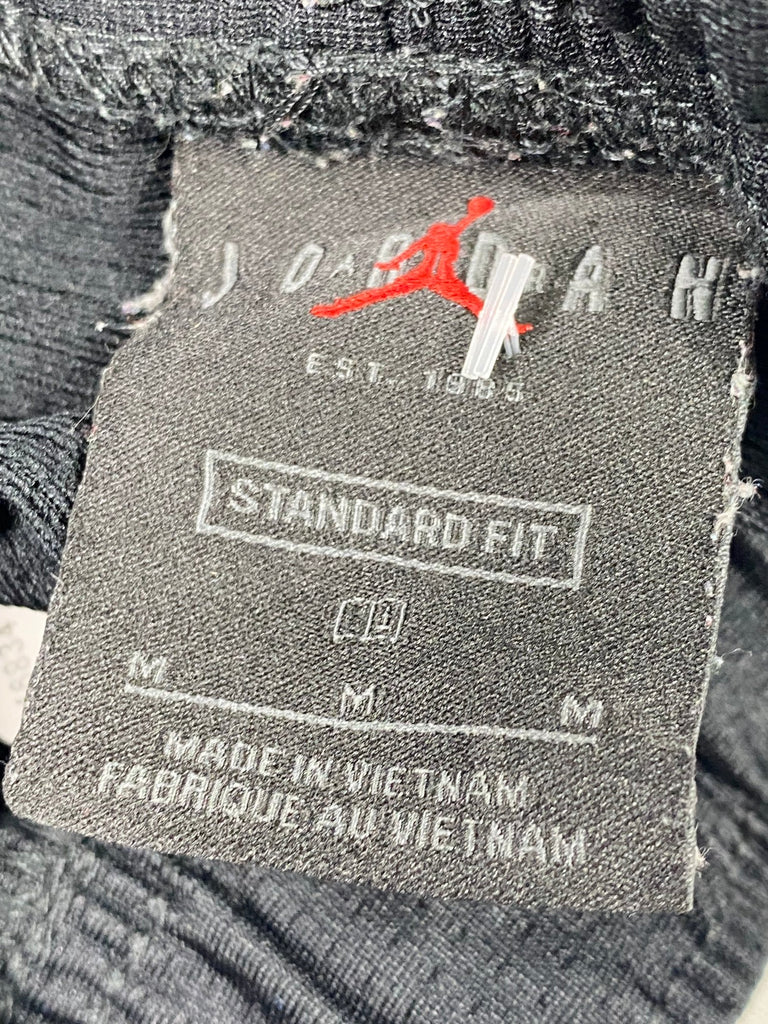 JORDAN
EST. 1985
STANDARD FIT
M M M
MADE IN VIETNAM
FABRIQUE AU VIETNAM